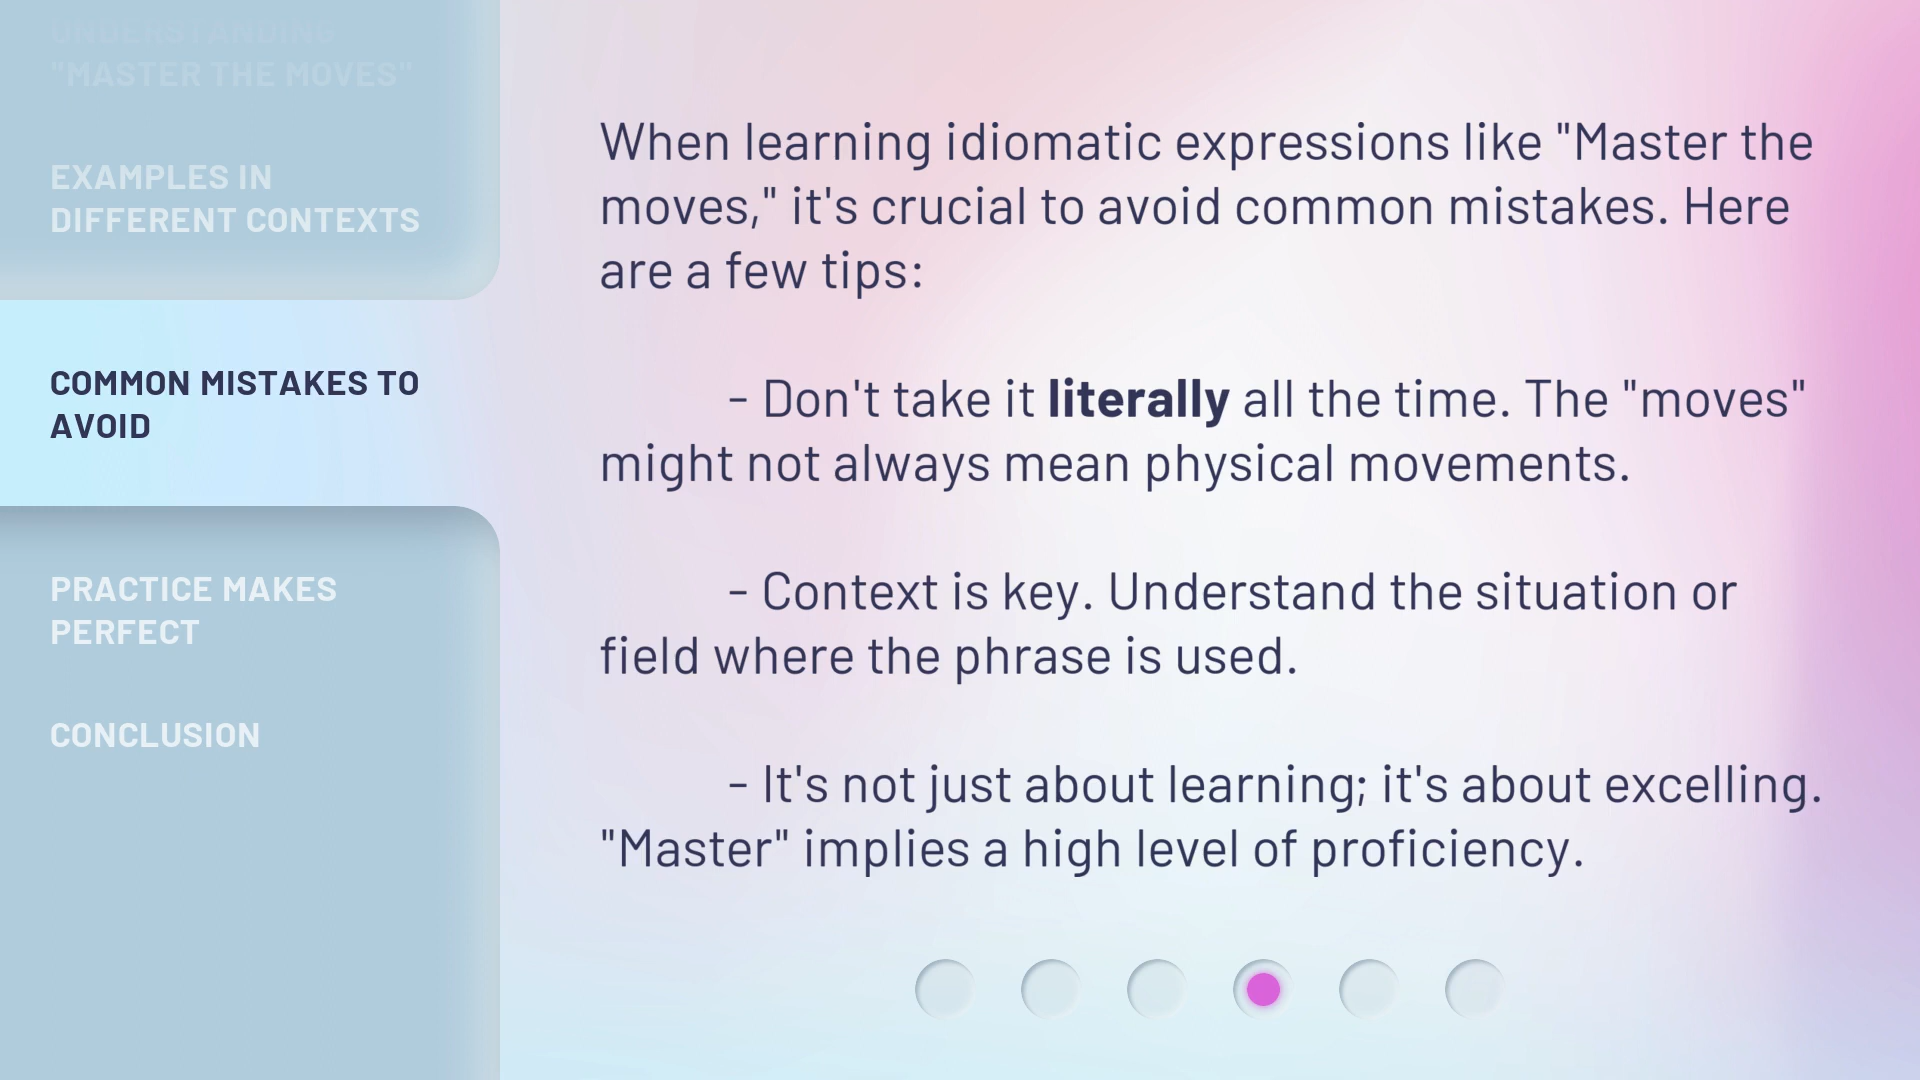 UNDERSTANDING
"MASTER THE MOVES"
EXAMPLES IN
DIFFERENT CONTEXTS
COMMON MISTAKES TO
AVOID
PRACTICE MAKES
PERFECT
CONCLUSION
When learning idiomatic expressions like "Master the
moves," it's crucial to avoid common mistakes. Here
are a few tips:
- Don't take it literally all the time. The "moves"
might not always mean physical movements.
- Context is key. Understand the situation or
field where the phrase is used.
- It's not just about learning; it's about excelling.
"Master" implies a high level of proficiency.